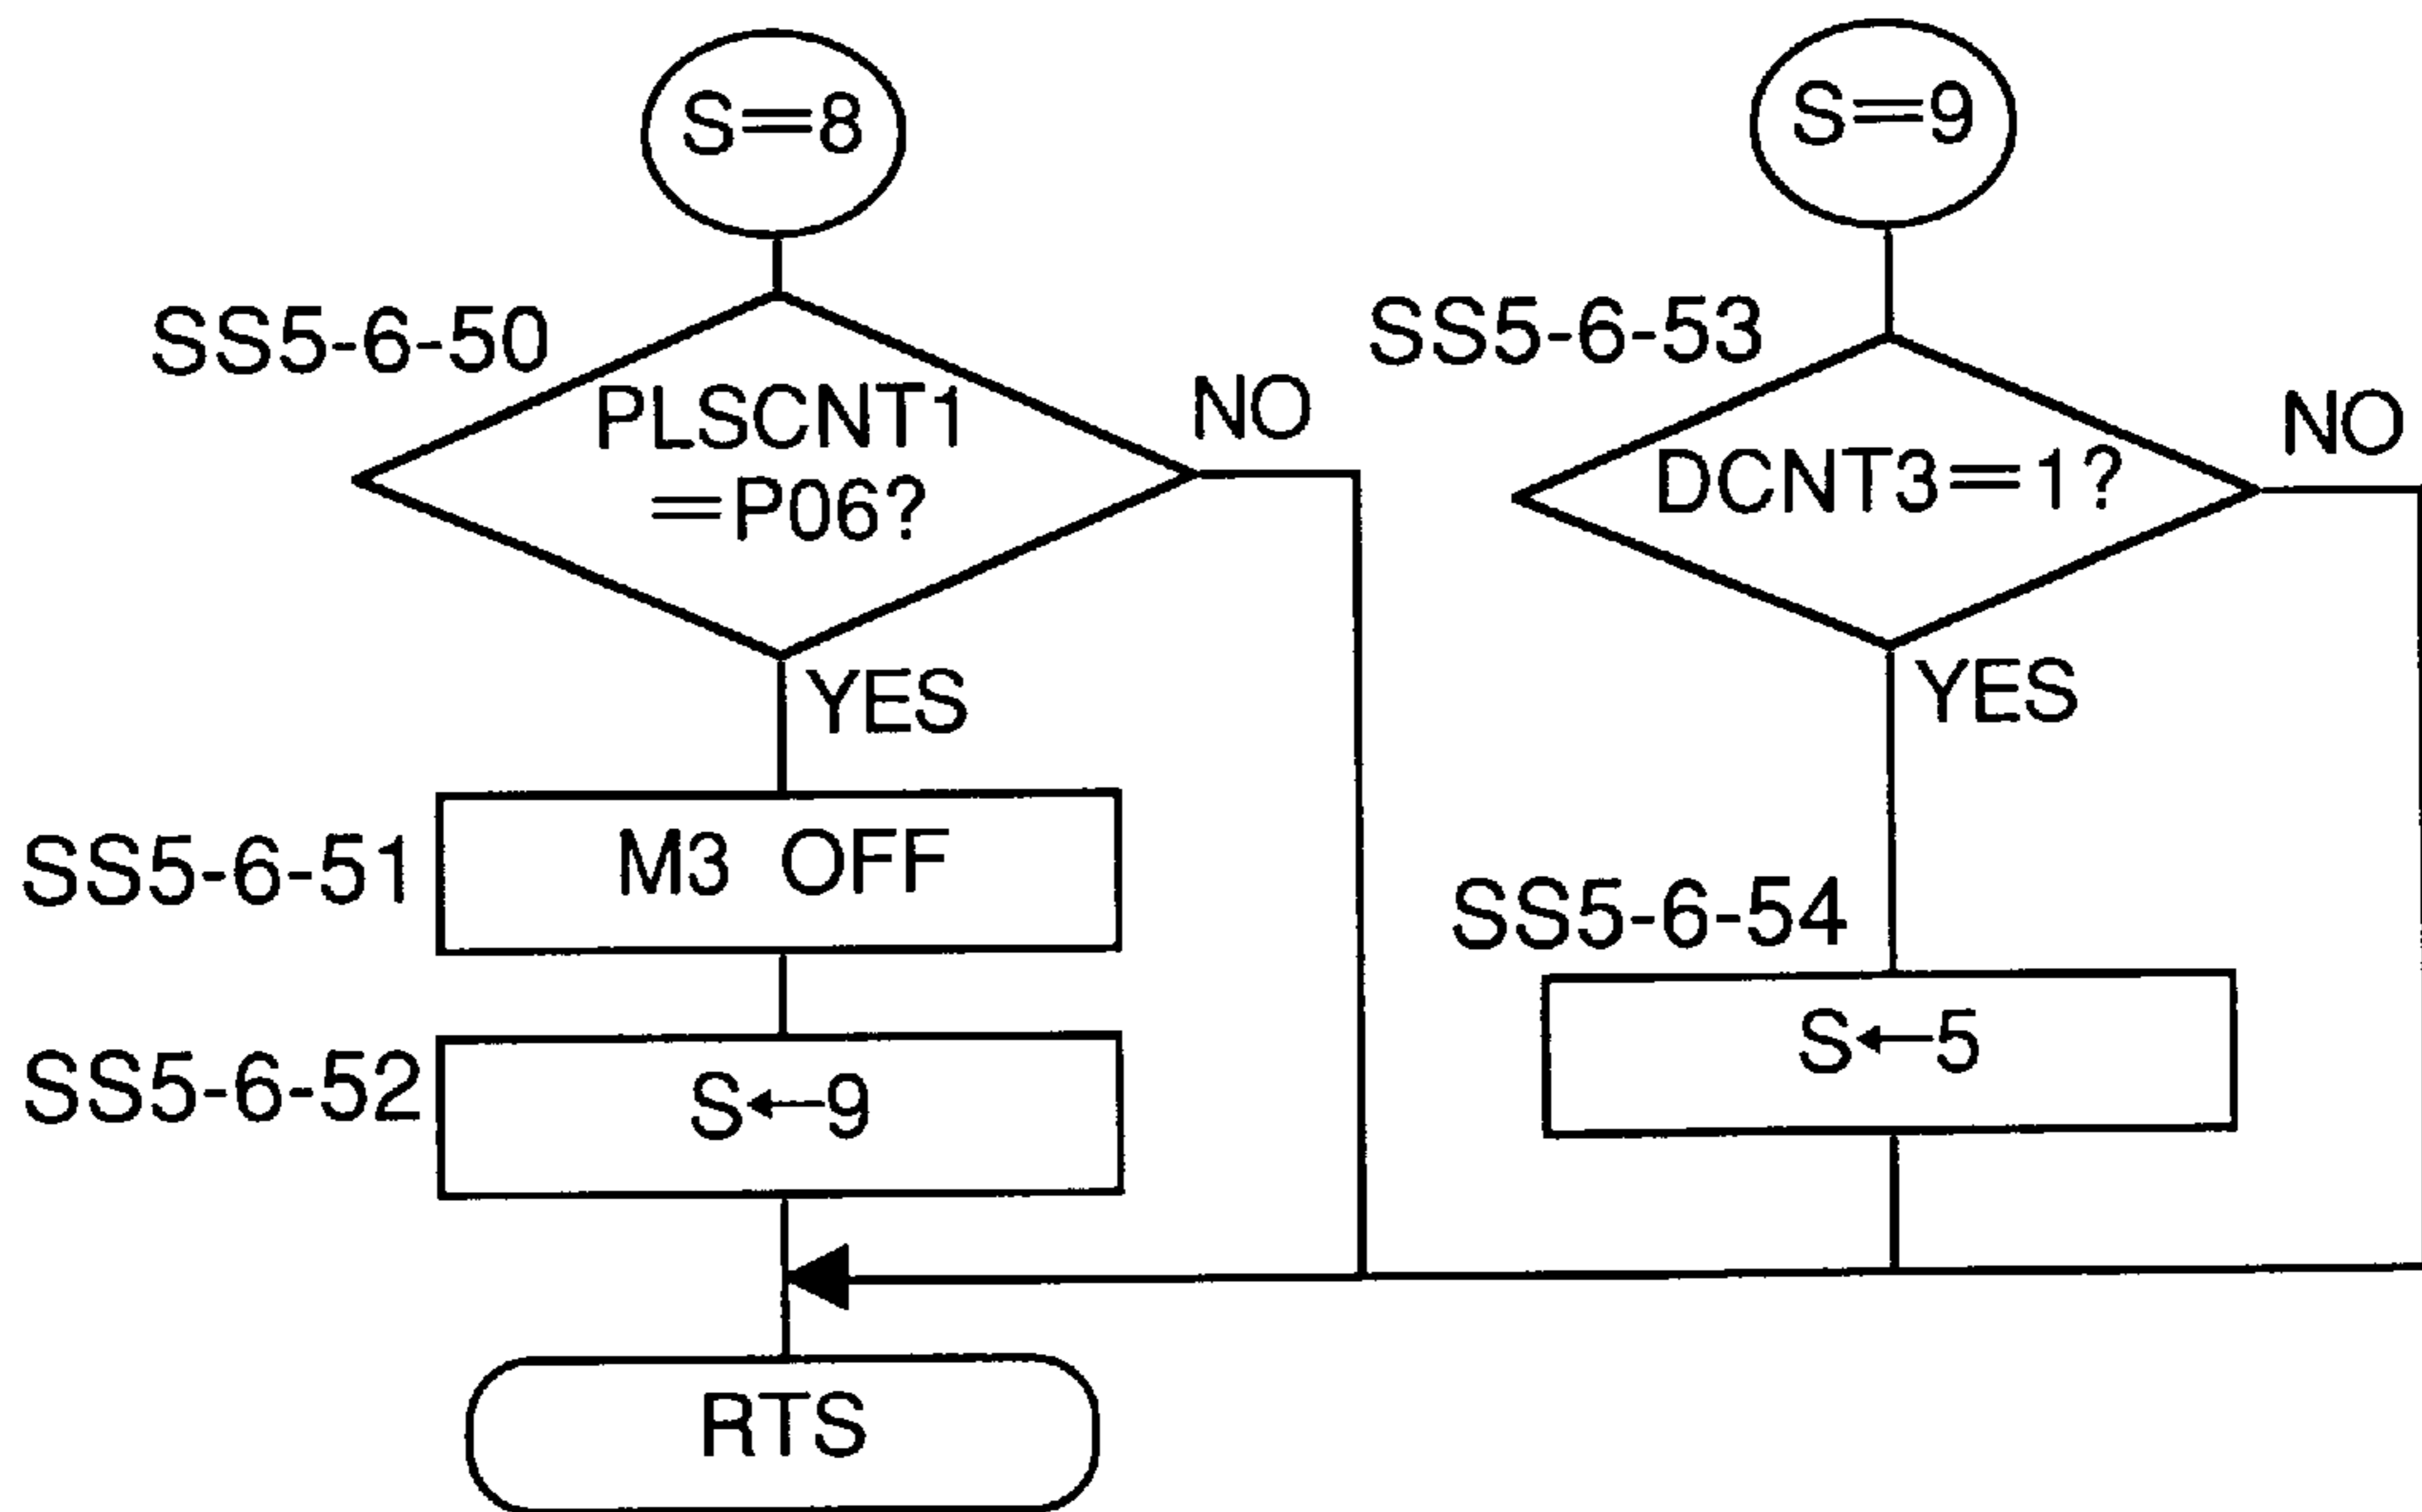 S=8
SS5-6-50
PLSCNT1
=P06?
NO
YES
SS5-6-51
M3 OFF
SS5-6-52
S←9
RTS
S=9
SS5-6-53
DCNT3=1?
NO
YES
SS5-6-54
S←5